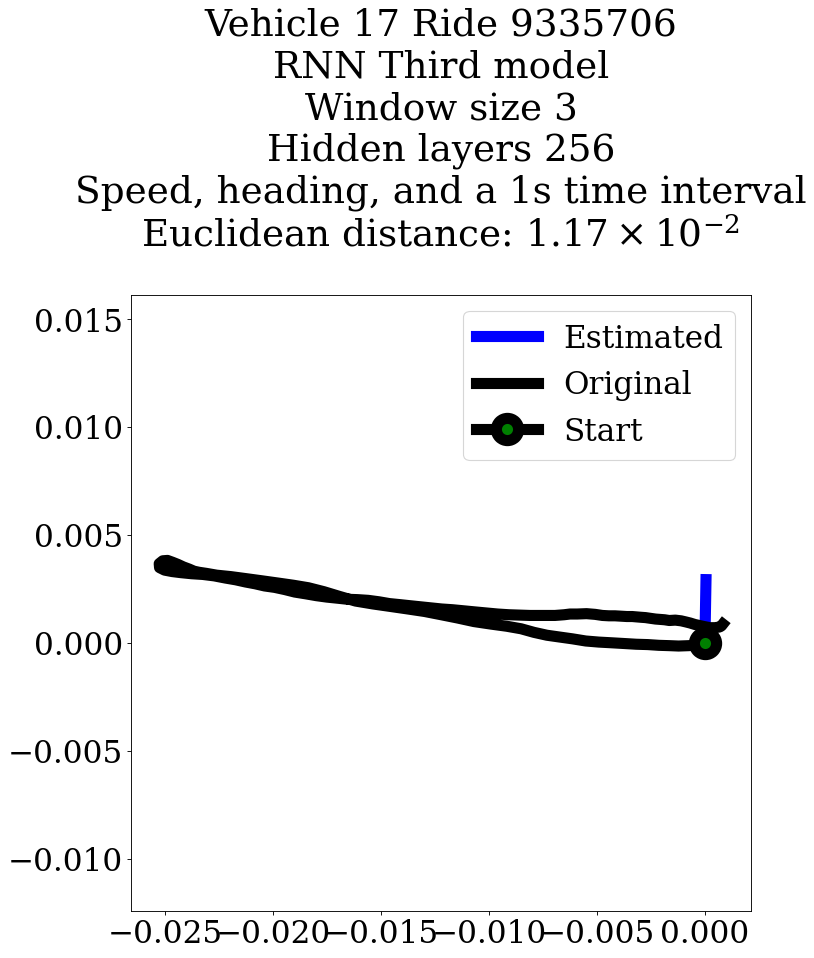 Vehicle 17 Ride 9335706
RNN Third model
Window size 3
Hidden layers 256
Speed, heading, and a 1s time interval
Euclidean distance: 1.17 × 10⁻²
Estimated
Original
Start
0.015
0.010
0.005
0.000
−0.005
−0.010
−0.025 −0.020 −0.015 −0.010 −0.005 0.000